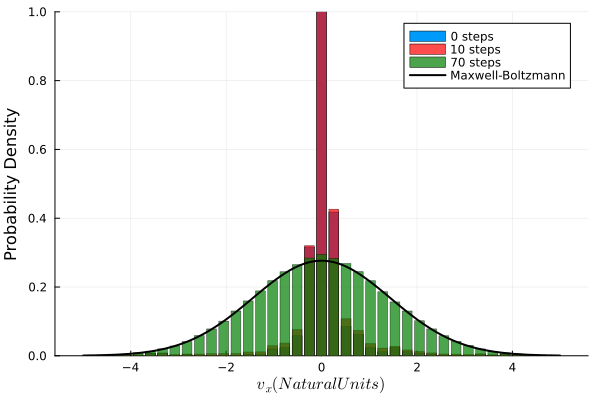 1.0
0.8
0.6
0.4
0.2
0.0
Probability Density
0 steps
10 steps
70 steps
Maxwell-Boltzmann
−4 −2 0 2 4
v_x(NaturalUnits)